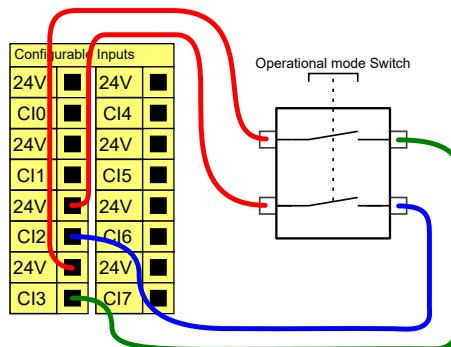 Configurable Inputs
Operational mode Switch
24V 24V
CI0 CI4
24V 24V
CI1 CI5
24V 24V
CI2 CI6
24V 24V
CI3 CI7